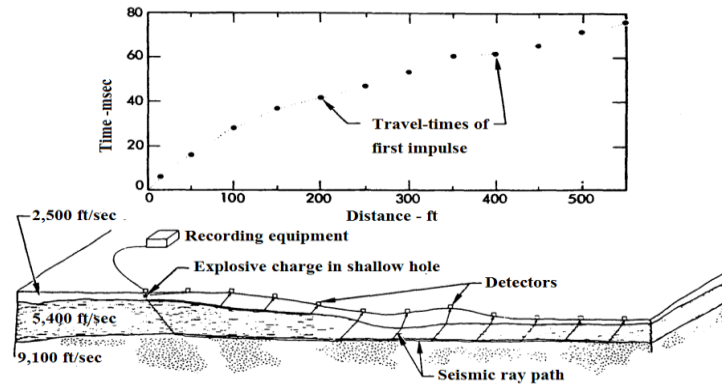 80
60
40
20
0
Time -msec
Travel-times of
first impulse
0
100
200
300
400
500
Distance - ft
2,500 ft/sec
Recording equipment
Explosive charge in shallow hole
Detectors
5,400 ft/sec
9,100 ft/sec
Seismic ray path